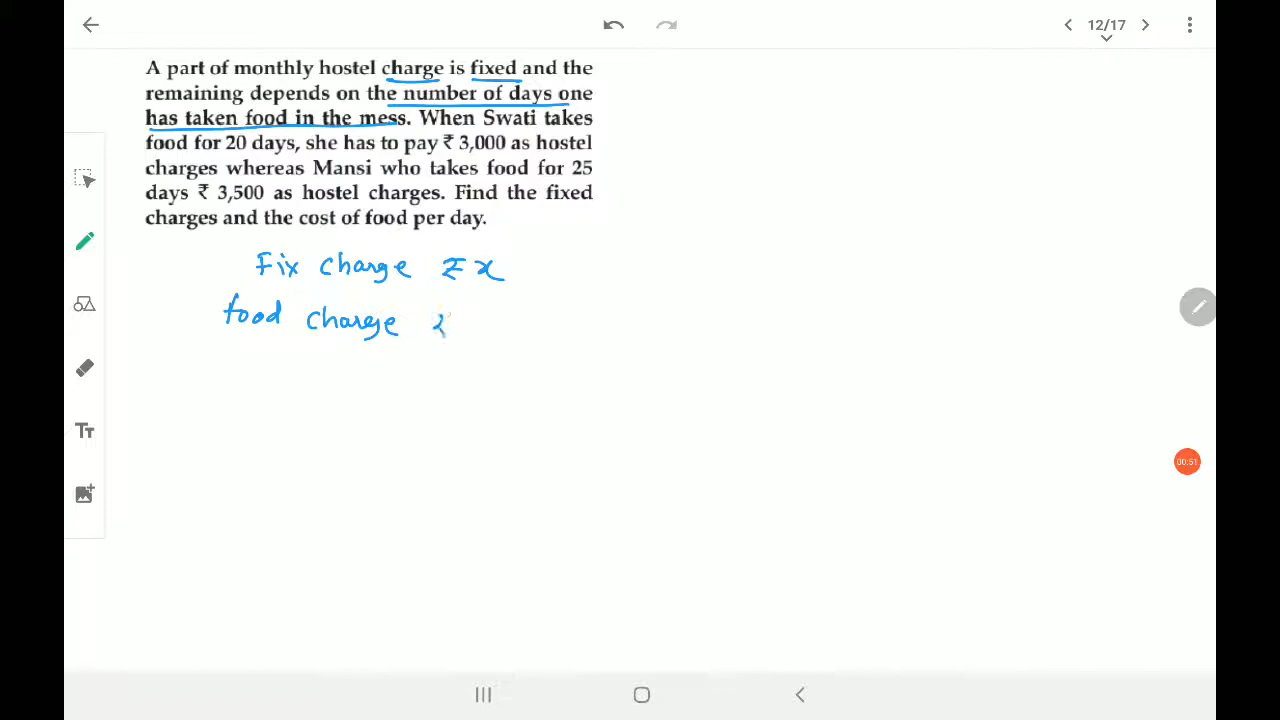 12/17
A part of monthly hostel charge is fixed and the
remaining depends on the number of days one
has taken food in the mess. When Swati takes
food for 20 days, she has to pay ₹ 3,000 as hostel
charges whereas Mansi who takes food for 25
days ₹ 3,500 as hostel charges. Find the fixed
charges and the cost of food per day.
Fix charge ₹ x
food charge
Tт
00:51